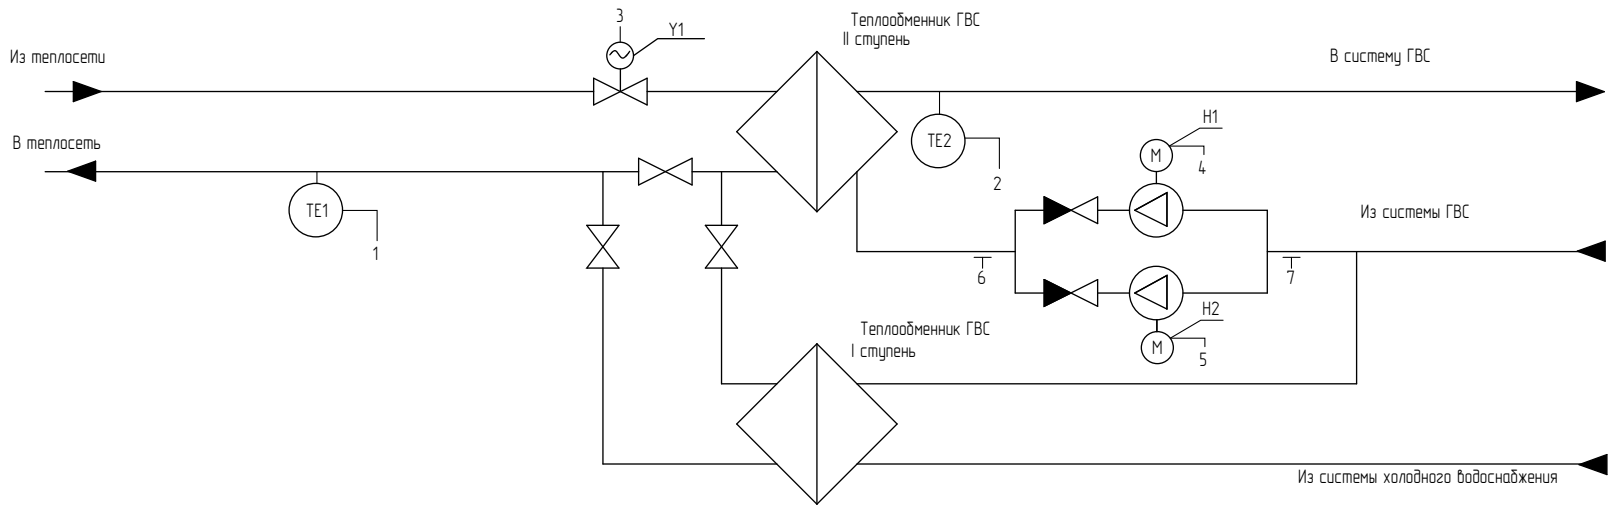 3
Y1
Теплообменник ГВС
II ступень
Из теплосети
В систему ГВС
H1
M
4
TE2
2
В теплосеть
TE1
1
Из системы ГВС
6
7
H2
M
5
Теплообменник ГВС
I ступень
Из системы холодного водоснабжения